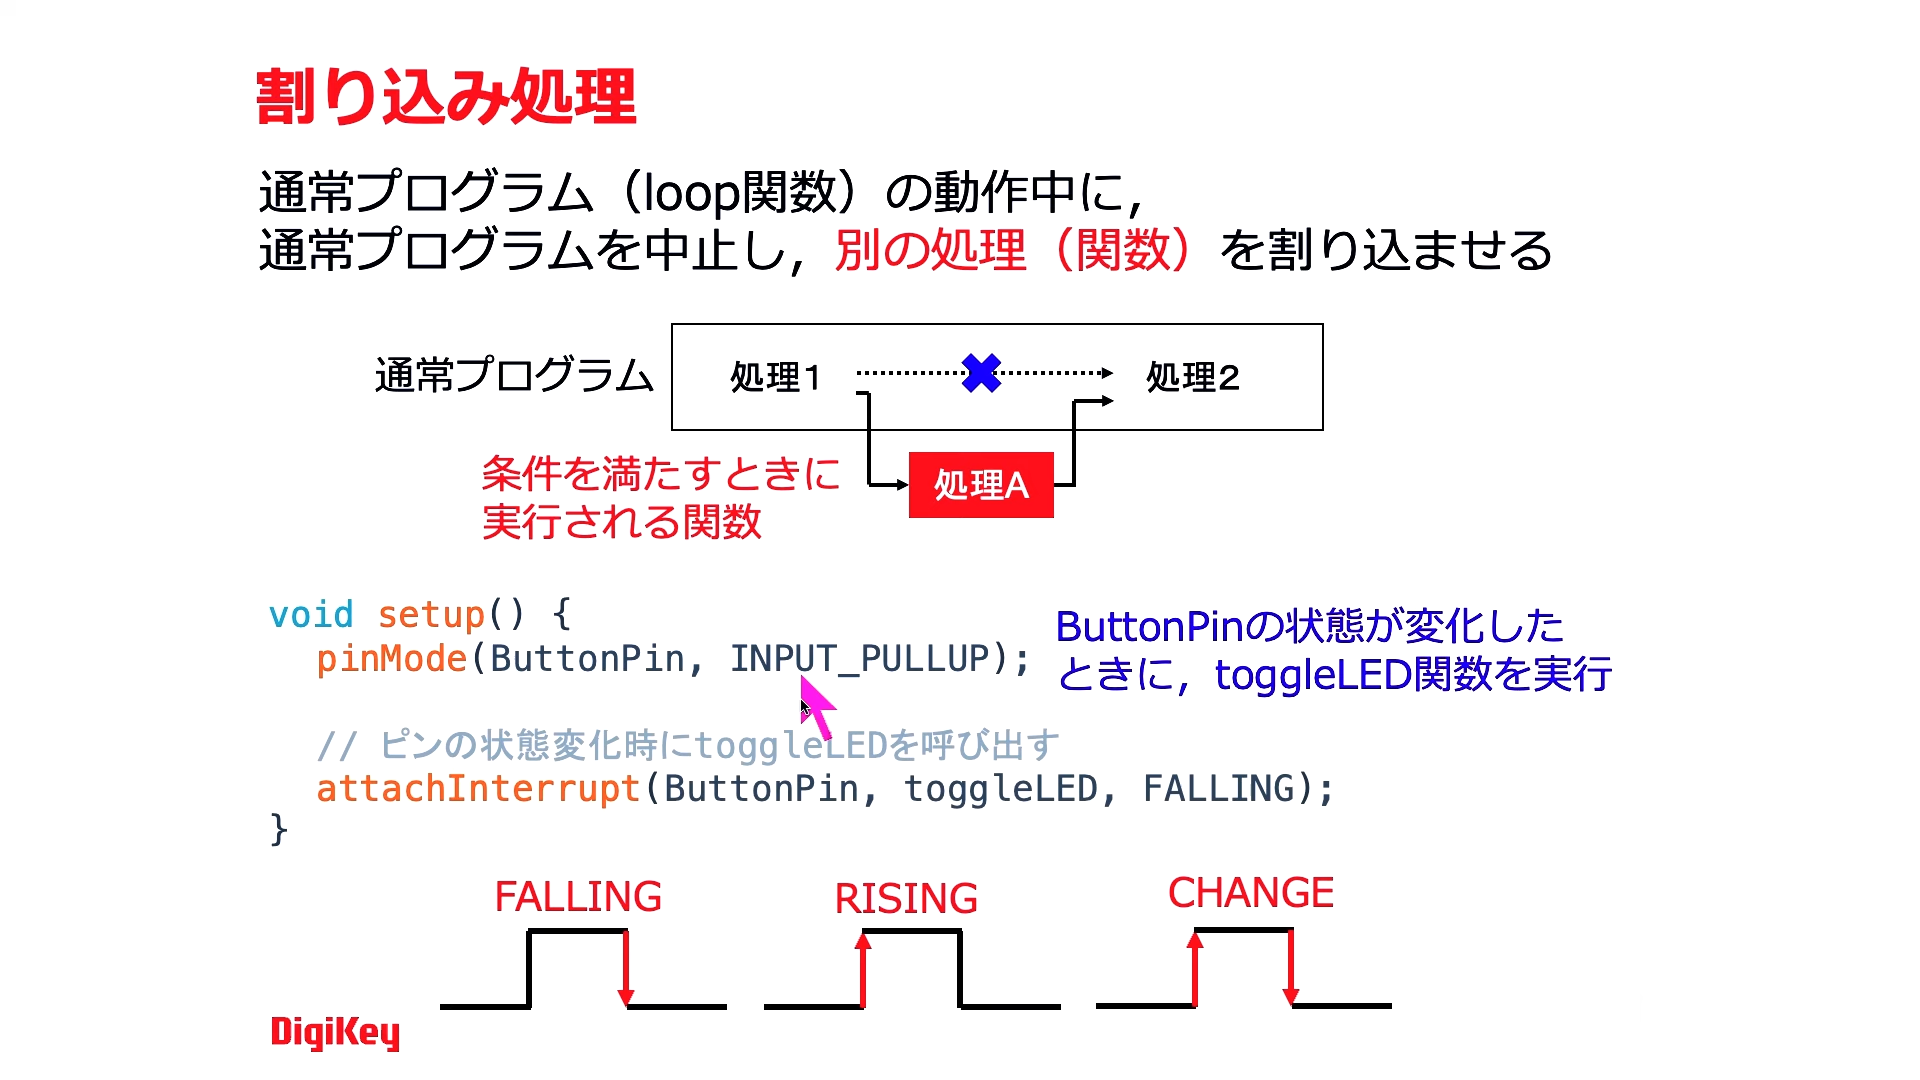 割り込み処理
通常プログラム（loop関数）の動作中に，
通常プログラムを中止し，別の処理（関数）を割り込ませる
通常プログラム
処理1
処理2
条件を満たすときに
実行される関数
処理A
void setup() {
pinMode(ButtonPin, INPUT_PULLUP);
ButtonPinの状態が変化した
ときに，toggleLED関数を実行
// ピンの状態変化時にtoggleLEDを呼び出す
attachInterrupt(ButtonPin, toggleLED, FALLING);
}
FALLING
RISING
CHANGE
DigiKey